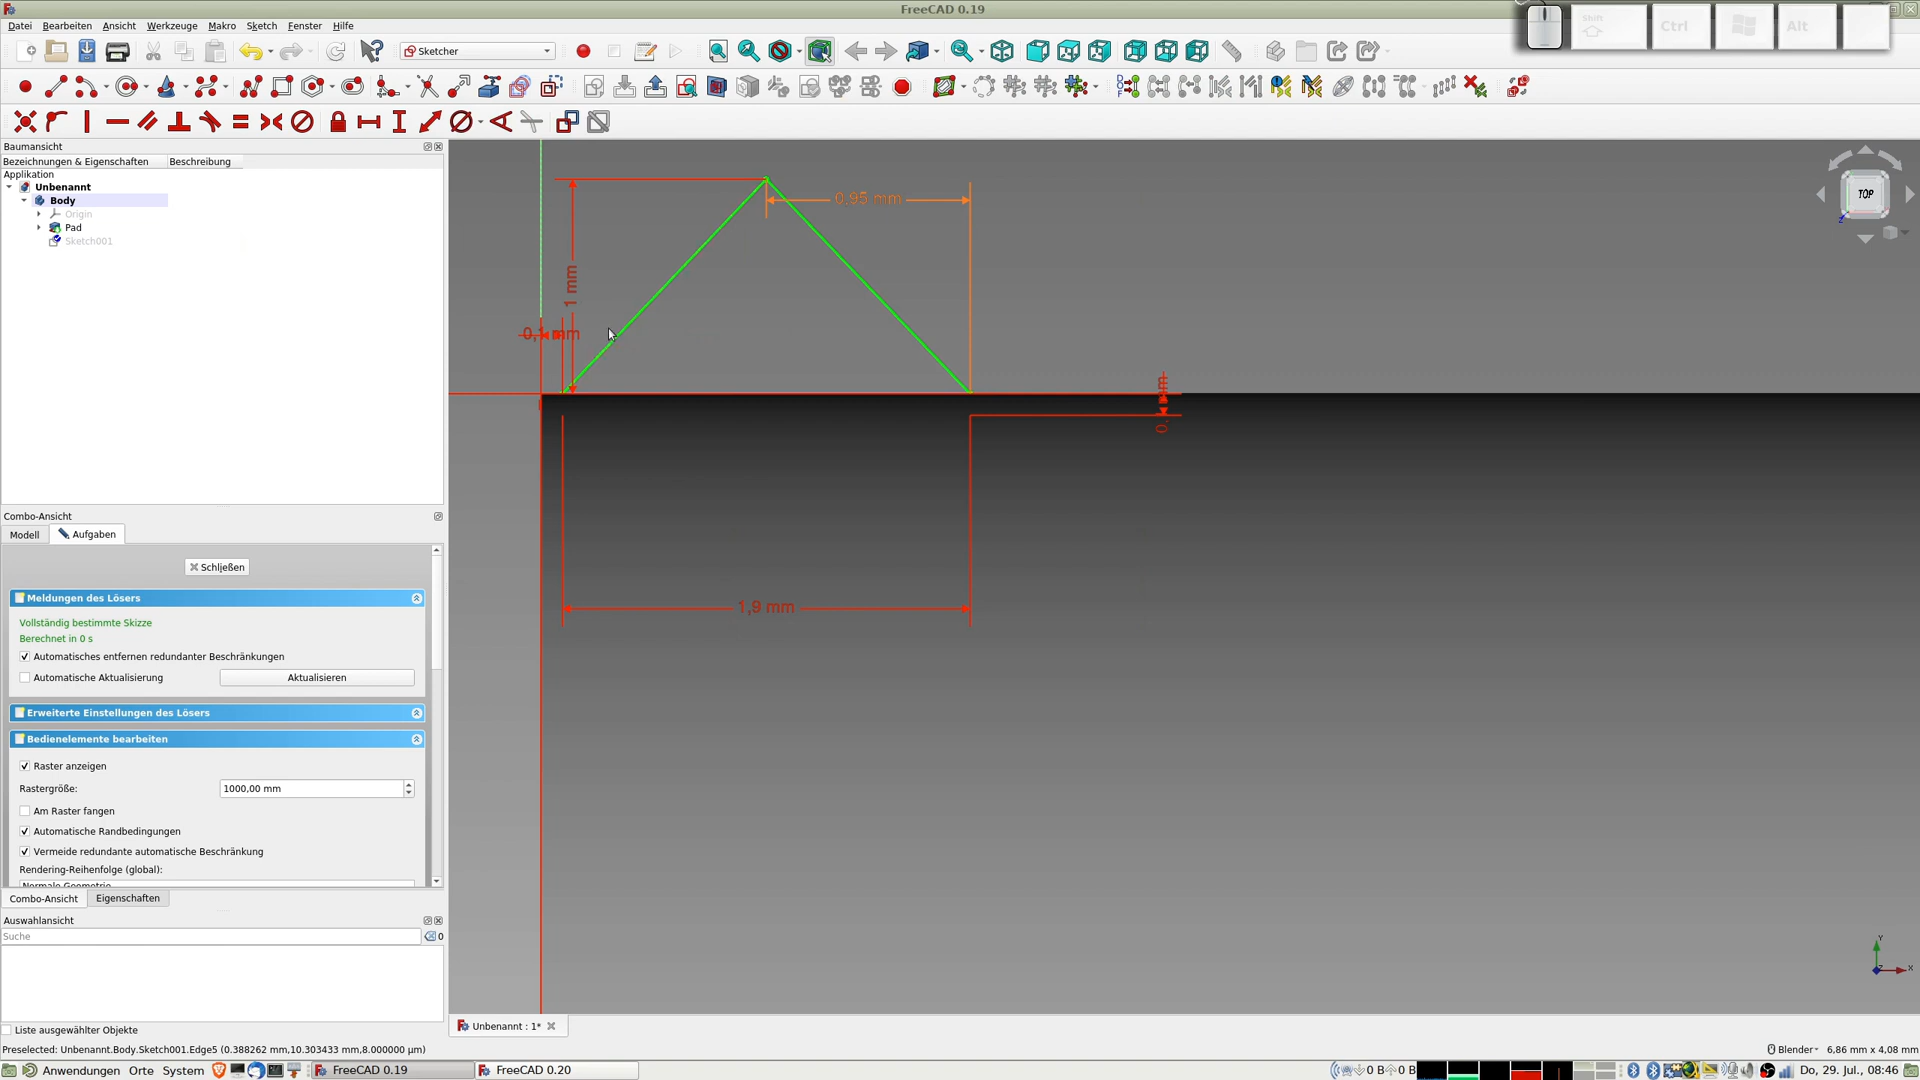 FreeCAD 0.19
Datei Bearbeiten Ansicht Werkzeuge Makro Sketch Fenster Hilfe
Shift Ctrl Alt
Sketcher
Baumansicht
Bezeichnungen & Eigenschaften Beschreibung
Applikation
Unbenannt
Body
Origin
Pad
Sketch001
TOP
0.95 mm
1 mm
0,1 mm
1,9 mm
Combo-Ansicht
Modell Aufgaben
Schließen
Meldungen des Lösers
Vollständig bestimmte Skizze
Berechnet in 0 s
Automatisches entfernen redundanter Beschränkungen
Automatische Aktualisierung Aktualisieren
Erweiterte Einstellungen des Lösers
Bedienelemente bearbeiten
Raster anzeigen
Rastergröße: 1000,00 mm
Am Raster fangen
Automatische Randbedingungen
Vermeide redundante automatische Beschränkung
Rendering-Reihenfolge (global):
Normale Geometrie
Combo-Ansicht Eigenschaften
Auswahlansicht
Suche 0
Y
X
Unbenannt : 1*
Liste ausgewählter Objekte
Preselected: Unbenannt.Body.Sketch001.Edge5 (0.388262 mm,10.303433 mm,8.000000 µm)
Blender 6,86 mm x 4,08 mm
Anwendungen Orte System FreeCAD 0.19 FreeCAD 0.20 0 B 0 B Do, 29. Jul., 08:46